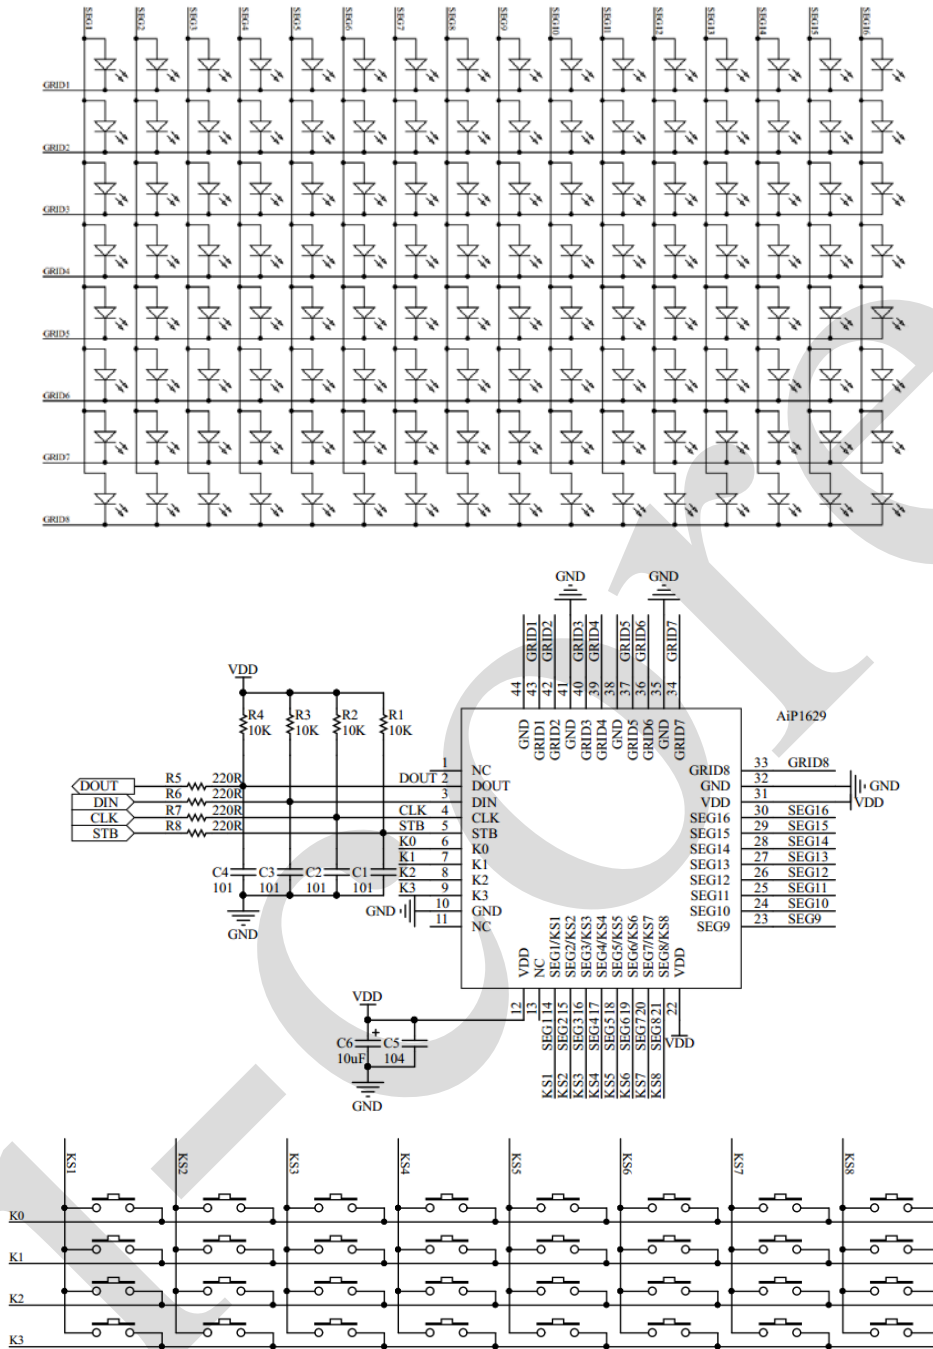 SEG1 SEG2 SEG3 SEG4 SEG5 SEG6 SEG7 SEG8 SEG9 SEG10 SEG11 SEG12 SEG13 SEG14 SEG15 SEG16
GRID1
GRID2
GRID3
GRID4
GRID5
GRID6
GRID7
GRID8
GND GND
GRID1 GRID2 GRID3 GRID4 GRID5 GRID6 GRID7
44 43 42 41 40 39 38 37 36 35 34
AiP1629
GND GRID1 GRID2 GND GRID3 GRID4 GND GRID5 GRID6 GND GRID7
VDD
R4 10K R3 10K R2 10K R1 10K
1 NC
DOUT R5 220R DOUT 2 DOUT
DIN R6 220R 3 DIN
CLK R7 220R CLK 4 CLK
STB R8 220R STB 5 STB
K0 6 K0
K1 7 K1
K2 8 K2
K3 9 K3
GND 10 GND
11 NC
C4 101 C3 101 C2 101 C1 101
GND
GRID8 33 GRID8
GND 32 GND
VDD 31 VDD
SEG16 30 SEG16
SEG15 29 SEG15
SEG14 28 SEG14
SEG13 27 SEG13
SEG12 26 SEG12
SEG11 25 SEG11
SEG10 24 SEG10
SEG9 23 SEG9
VDD NC SEG1/KS1 SEG2/KS2 SEG3/KS3 SEG4/KS4 SEG5/KS5 SEG6/KS6 SEG7/KS7 SEG8/KS8 VDD
12 13 14 15 16 17 18 19 20 21 22
SEG1 SEG2 SEG3 SEG4 SEG5 SEG6 SEG7 SEG8
KS1 KS2 KS3 KS4 KS5 KS6 KS7 KS8
VDD
VDD
C6 + 10uF C5 104
GND
KS1 KS2 KS3 KS4 KS5 KS6 KS7 KS8
K0
K1
K2
K3
i-core